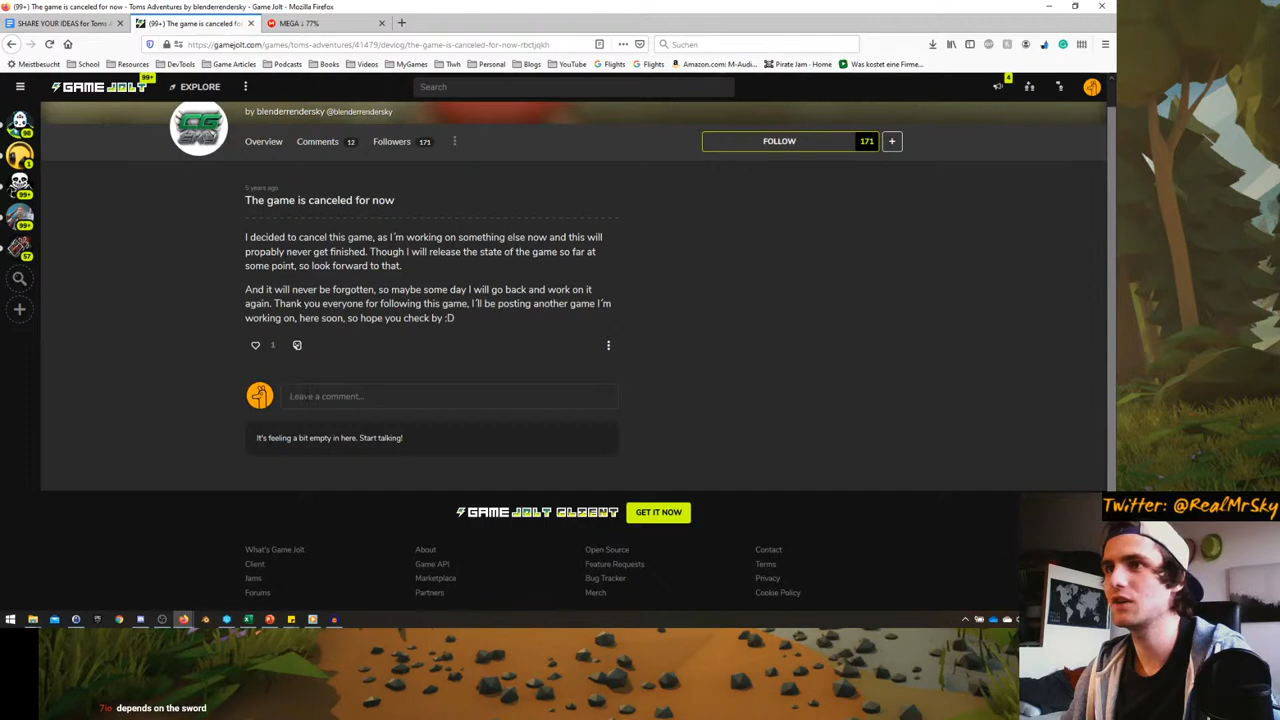 (99+) The game is canceled for now - Toms Adventures by blenderrendersky - Game Jolt - Mozilla Firefox
SHARE YOUR IDEAS for Toms A
(99+) The game is canceled for n
MEGA ↓ 77%
https://gamejolt.com/games/toms-adventures/41479/devlog/the-game-is-canceled-for-now-rbctjqkh
Suchen
Meistbesucht School Resources DevTools Game Articles Podcasts Books Videos MyGames TIwh Personal Blogs YouTube Flights Flights Amazon.com: M-Audi... Pirate Jam - Home Was kostet eine Firme...
GAME JOLT
99+
EXPLORE
Search
4
by blenderrendersky @blenderrendersky
Overview
Comments 12
Followers 171
FOLLOW 171
5 years ago
The game is canceled for now
I decided to cancel this game, as I´m working on something else now and this will
propably never get finished. Though I will release the state of the game so far at
some point, so look forward to that.
And it will never be forgotten, so maybe some day I will go back and work on it
again. Thank you everyone for following this game, I´ll be posting another game I´m
working on, here soon, so hope you check by :D
1
Leave a comment...
It's feeling a bit empty in here. Start talking!
1
99+
99+
57
GAME JOLT CLIENT
GET IT NOW
What's Game Jolt About Open Source Contact
Client Game API Feature Requests Terms
Jams Marketplace Bug Tracker Privacy
Forums Partners Merch Cookie Policy
Twitter: @RealMrSky
7io depends on the sword